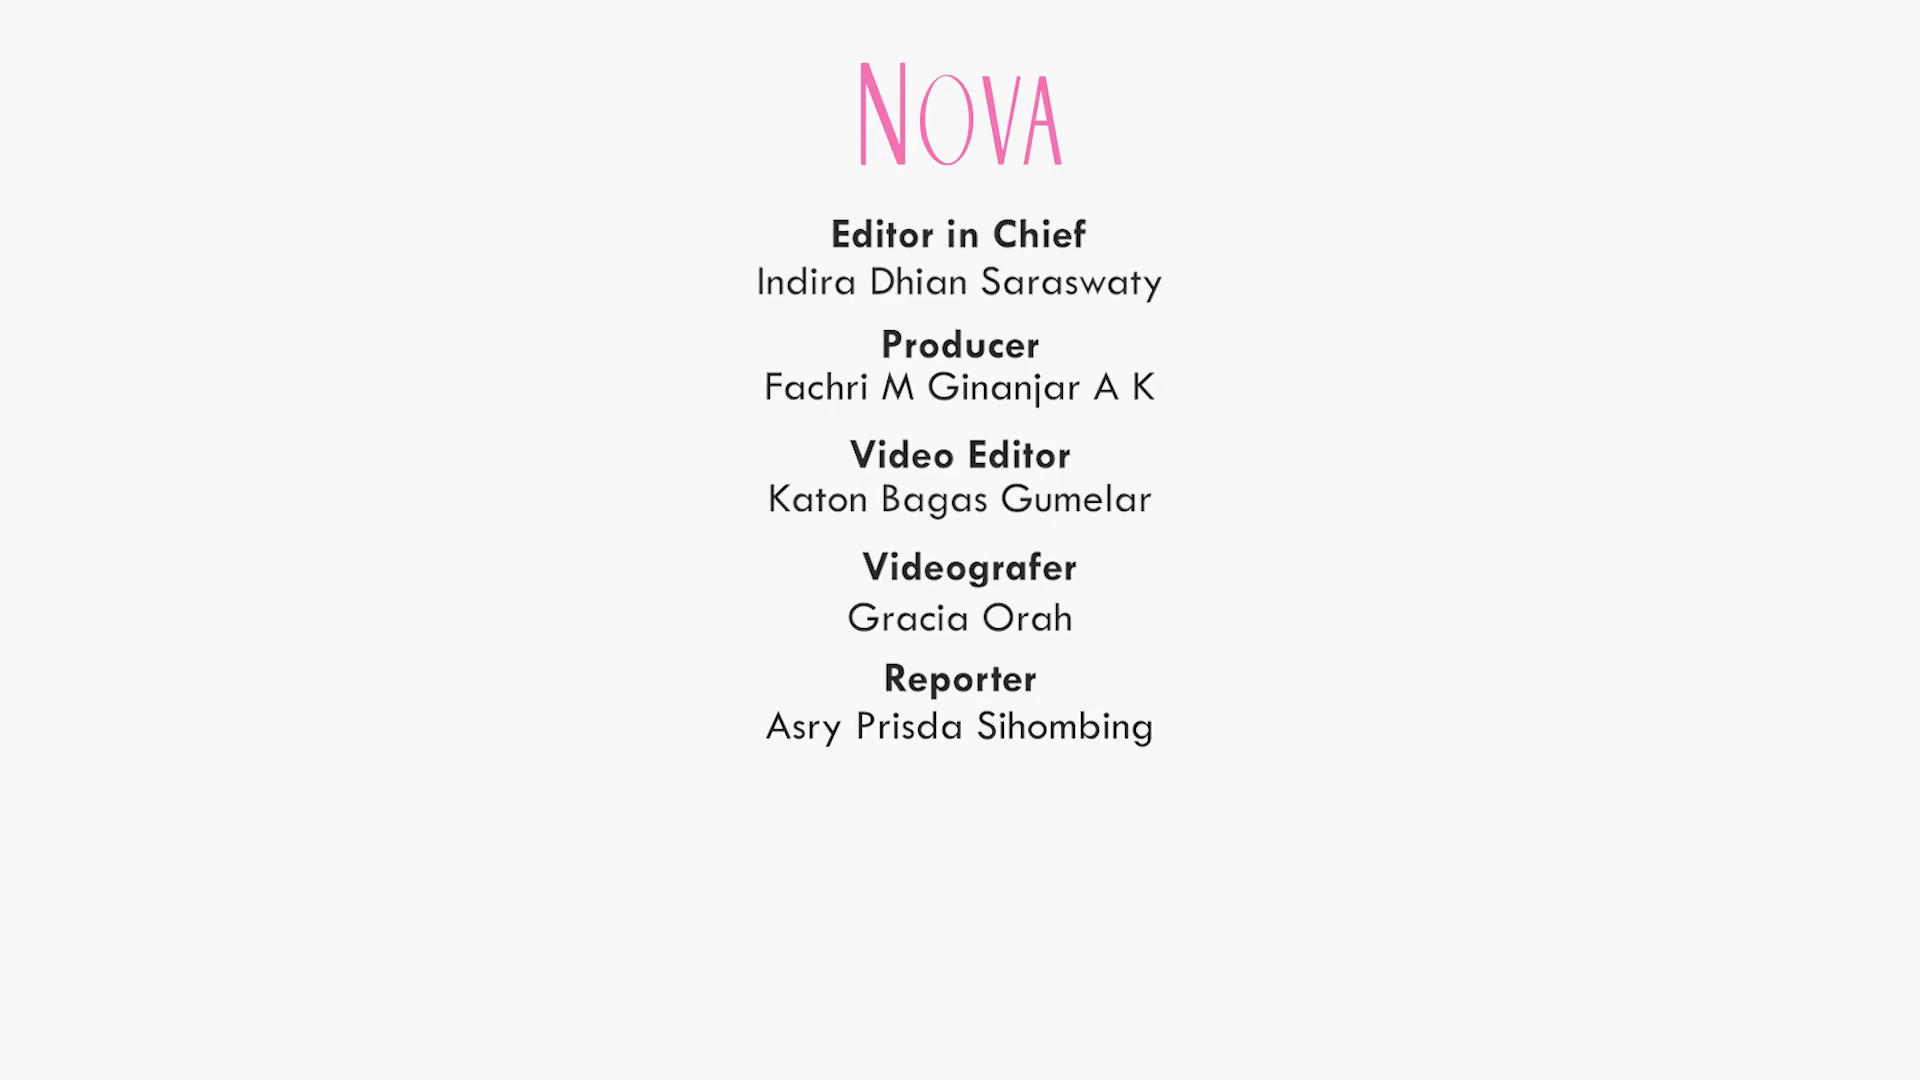 NOVA
Editor in Chief
Indira Dhian Saraswaty
Producer
Fachri M Ginanjar A K
Video Editor
Katon Bagas Gumelar
Videografer
Gracia Orah
Reporter
Asry Prisda Sihombing